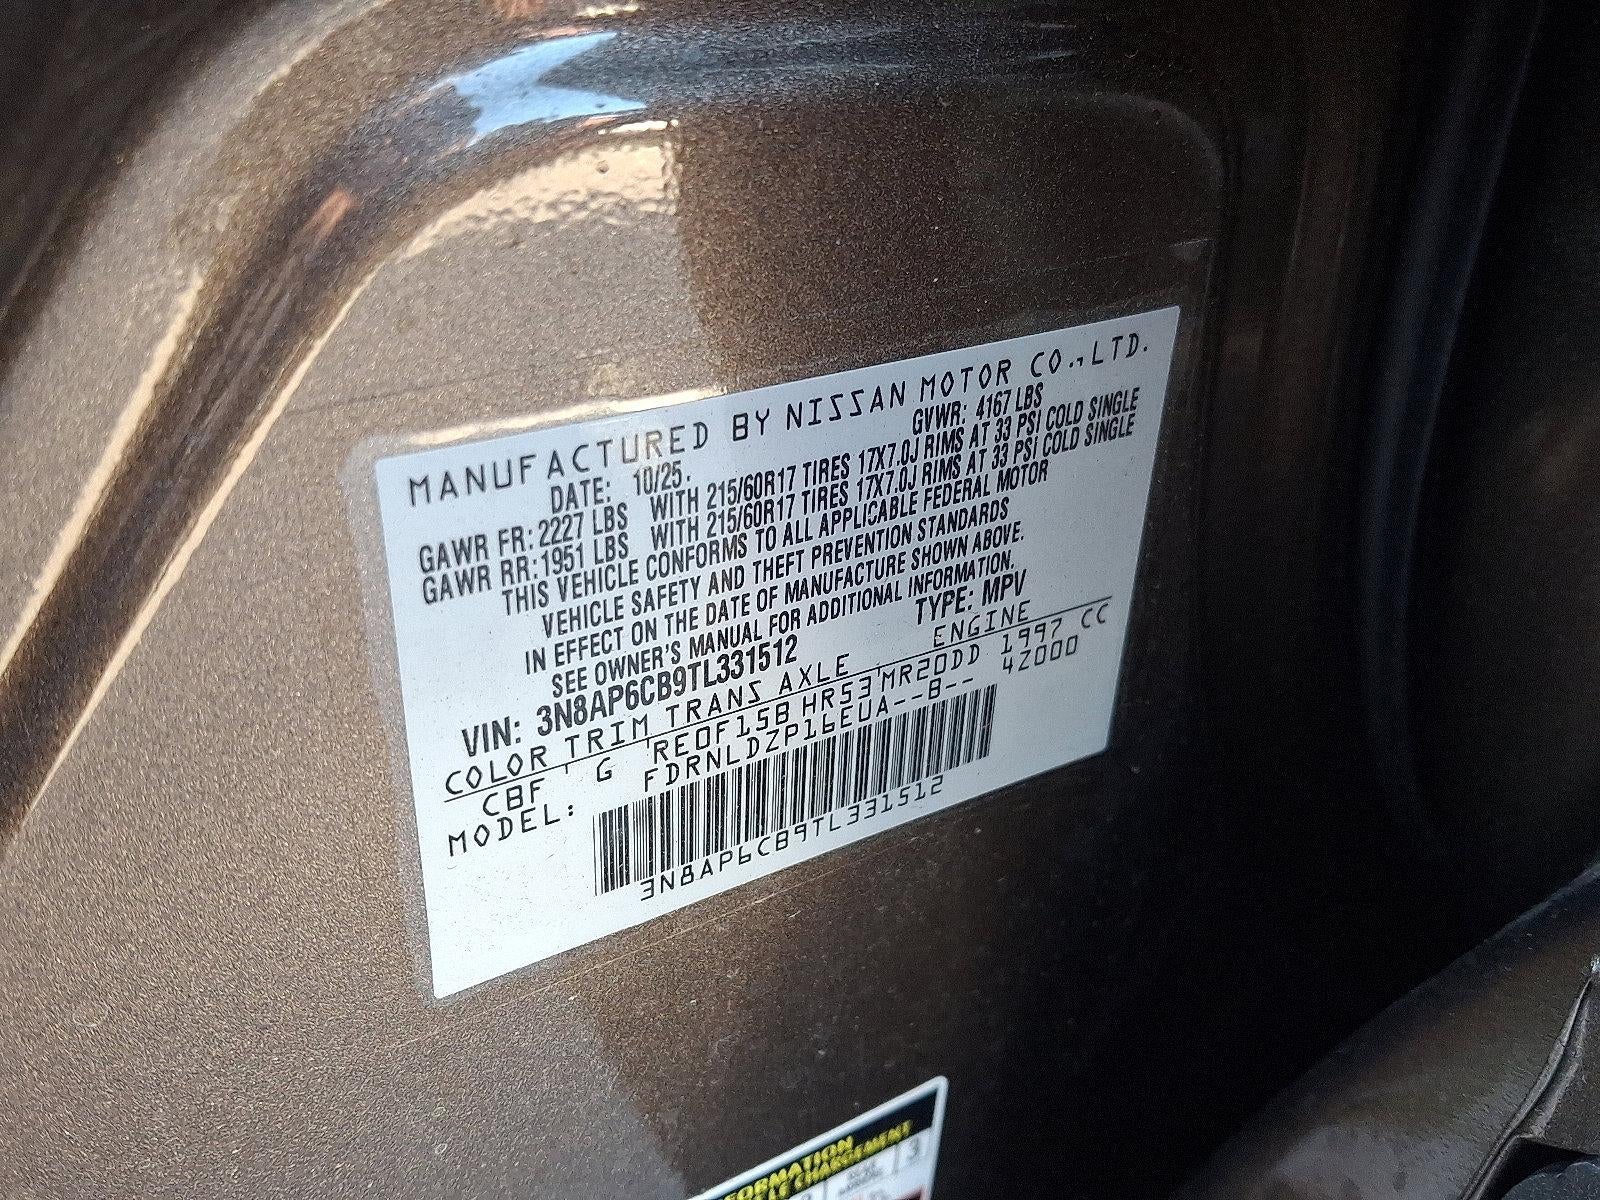 MANUFACTURED BY NISSAN MOTOR CO.,LTD.
DATE: 10/25. GVWR: 4167 LBS
GAWR FR: 2227 LBS WITH 215/60R17 TIRES 17X7.0J RIMS AT 33 PSI COLD SINGLE
GAWR RR: 1951 LBS WITH 215/60R17 TIRES 17X7.0J RIMS AT 33 PSI COLD SINGLE
THIS VEHICLE CONFORMS TO ALL APPLICABLE FEDERAL MOTOR
VEHICLE SAFETY AND THEFT PREVENTION STANDARDS
IN EFFECT ON THE DATE OF MANUFACTURE SHOWN ABOVE.
SEE OWNER'S MANUAL FOR ADDITIONAL INFORMATION.
VIN: 3N8AP6CB9TL331512 TYPE: MPV
COLOR TRIM TRANS AXLE ENGINE
CBF G RE0F15B HR53 MR20DD 1997 CC
MODEL: FDRNLDZP16EUA--B-- 4Z000
3N8AP6CB9TL331512
3